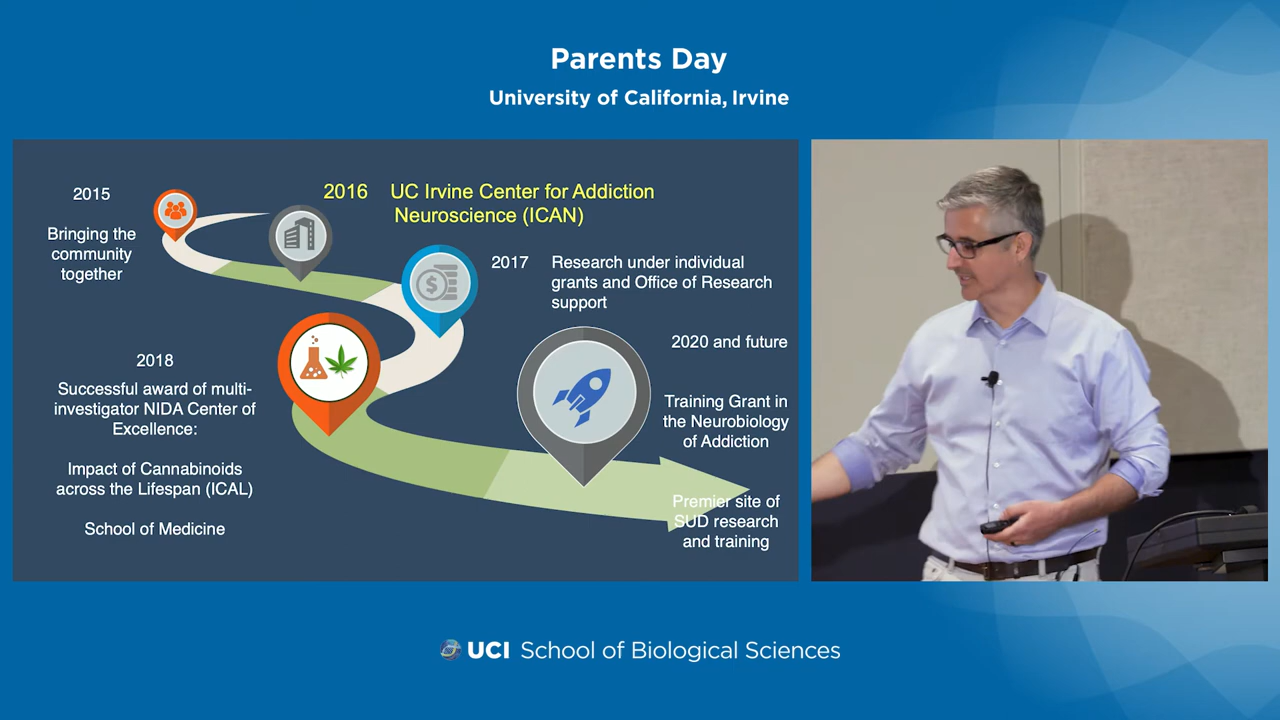 Parents Day
University of California, Irvine
2015
Bringing the
community
together
2016 UC Irvine Center for Addiction
Neuroscience (ICAN)
2017 Research under individual
grants and Office of Research
support
2018
Successful award of multi-
investigator NIDA Center of
Excellence:
Impact of Cannabinoids
across the Lifespan (ICAL)
School of Medicine
2020 and future
Training Grant in
the Neurobiology
of Addiction
Premier site of
SUD research
and training
UCI School of Biological Sciences